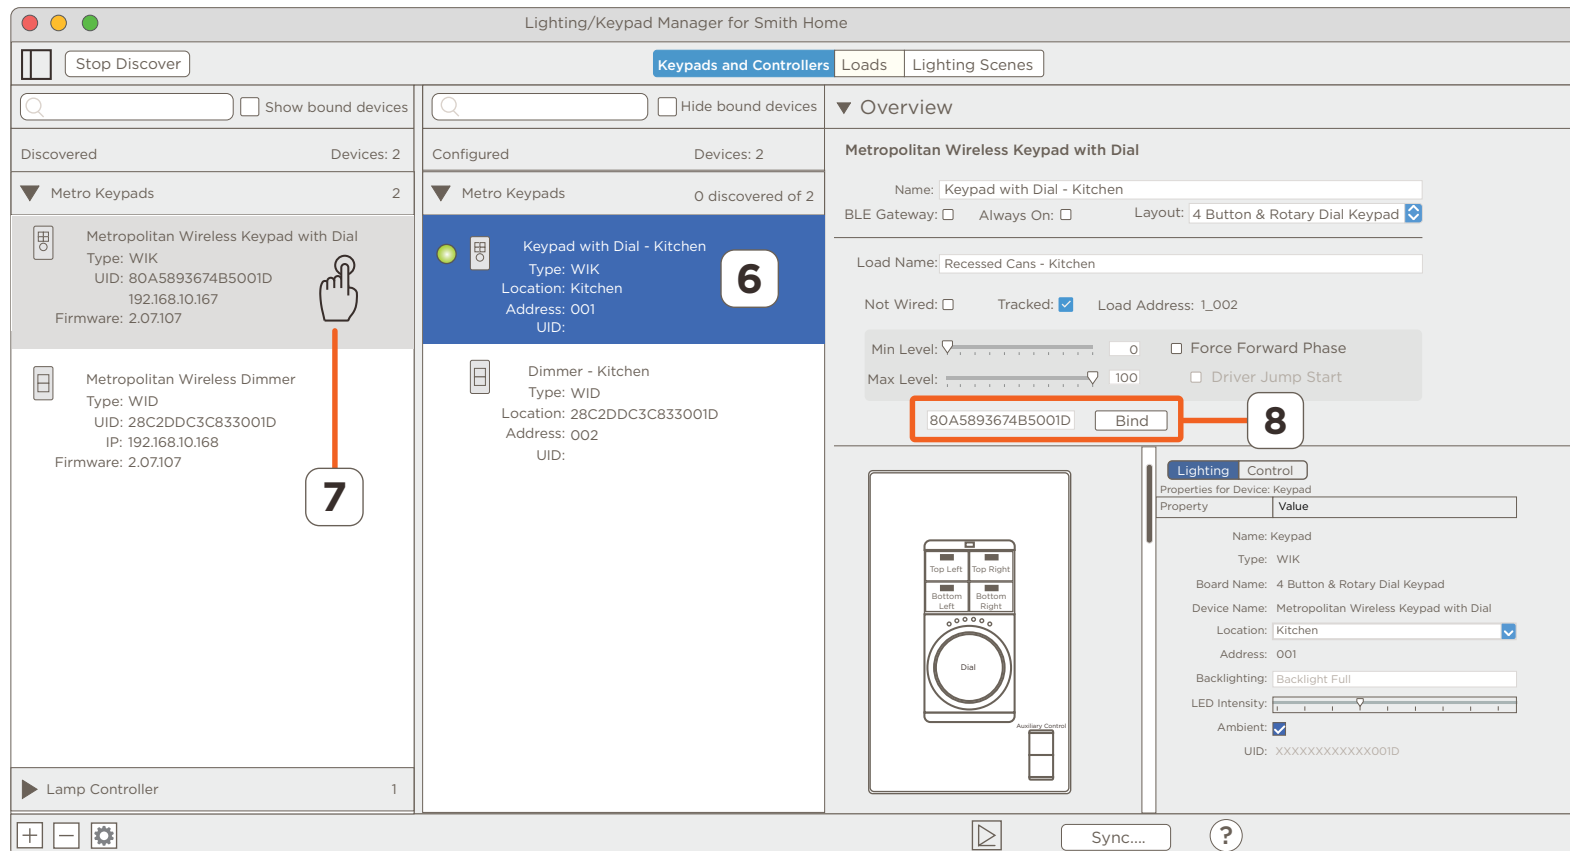 Lighting/Keypad Manager for Smith Home
Stop Discover
Keypads and Controllers Loads Lighting Scenes
Show bound devices
Discovered Devices: 2
Metro Keypads 2
Metropolitan Wireless Keypad with Dial
Type: WIK
UID: 80A5893674B5001D
192.168.10.167
Firmware: 2.07.107
Metropolitan Wireless Dimmer
Type: WID
UID: 28C2DDC3C833001D
IP: 192.168.10.168
Firmware: 2.07.107
7
Lamp Controller 1
Hide bound devices
Configured Devices: 2
Metro Keypads 0 discovered of 2
Keypad with Dial - Kitchen
Type: WIK
Location: Kitchen
Address: 001
UID:
6
Dimmer - Kitchen
Type: WID
Location: 28C2DDC3C833001D
Address: 002
UID:
Overview
Metropolitan Wireless Keypad with Dial
Name: Keypad with Dial - Kitchen
BLE Gateway: Always On: Layout: 4 Button & Rotary Dial Keypad
Load Name: Recessed Cans - Kitchen
Not Wired: Tracked: Load Address: 1_002
Min Level: 0 Force Forward Phase
Max Level: 100 Driver Jump Start
80A5893674B5001D Bind
8
Top Left Top Right
Bottom Left Bottom Right
Dial
Auxiliary Control
Lighting Control
Properties for Device: Keypad
Property Value
Name: Keypad
Type: WIK
Board Name: 4 Button & Rotary Dial Keypad
Device Name: Metropolitan Wireless Keypad with Dial
Location: Kitchen
Address: 001
Backlighting: Backlight Full
LED Intensity:
Ambient:
UID: XXXXXXXXXXXX001D
Sync....
?